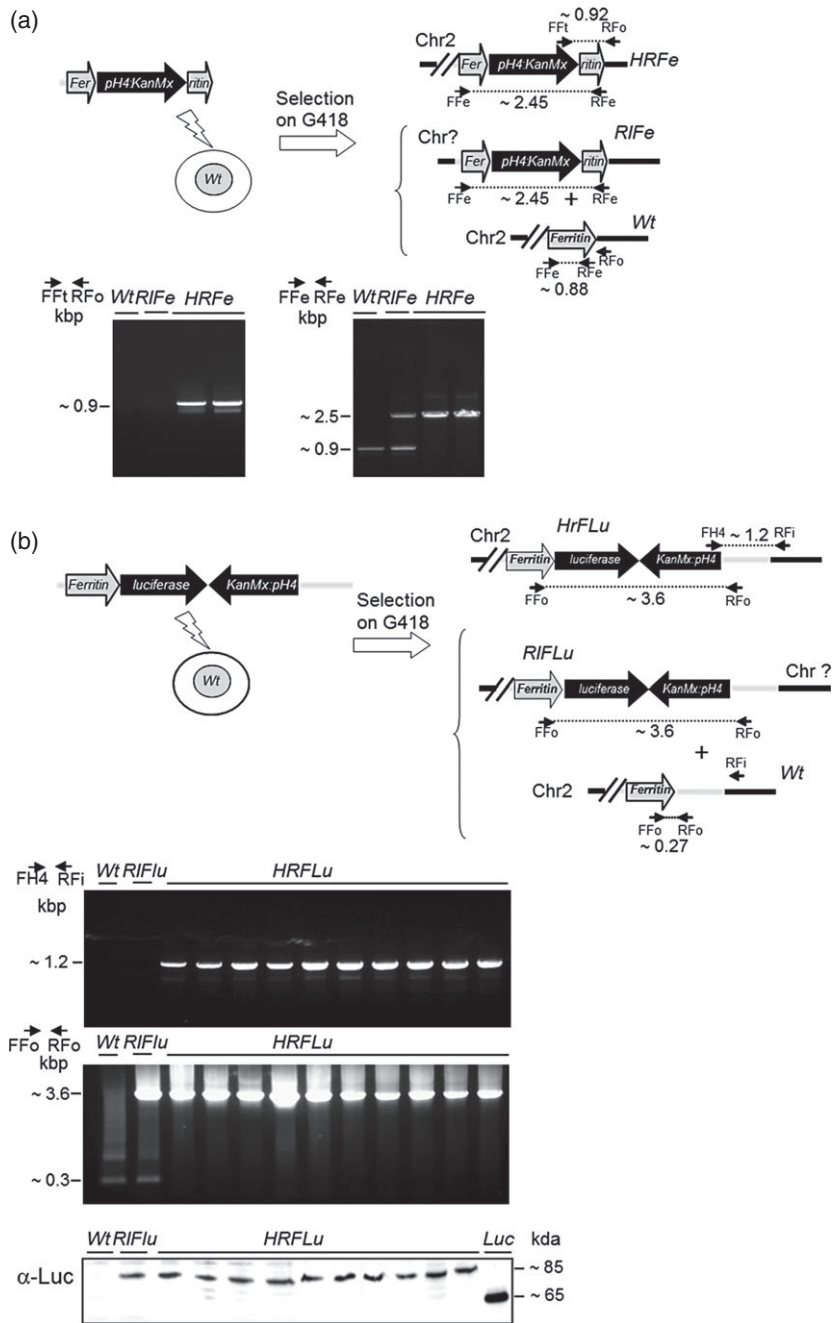 (a)
Fer pH4:KanMx ritin
Wt
Selection
on G418
~ 0.92
FFt RFo
Chr2
Fer pH4:KanMx ritin HRFe
FFe ~ 2.45 RFe
Chr? RIFe
Fer pH4:KanMx ritin
FFe ~ 2.45 RFe
+
Chr2 Ferritin Wt
FFe RFe RFo
~ 0.88
FFt RFo Wt RIFe HRFe
kbp
~ 0.9
FFe RFe Wt RIFe HRFe
kbp
~ 2.5
~ 0.9
(b)
Ferritin luciferase KanMx:pH4
Wt
Selection
on G418
HrFLu
Chr2 FH4 ~ 1.2 RFi
Ferritin luciferase KanMx:pH4
FFo ~ 3.6 RFo
RIFLu
Chr ?
Ferritin luciferase KanMx:pH4
FFo ~ 3.6 RFo
+
RFi Wt
Chr2 Ferritin
FFo RFo
~ 0.27
FH4 RFi Wt RIFlu HRFLu
kbp
~ 1.2
FFo RFo Wt RIFlu HRFLu
kbp
~ 3.6
~ 0.3
Wt RIFlu HRFLu Luc kda
α-Luc
~ 85
~ 65